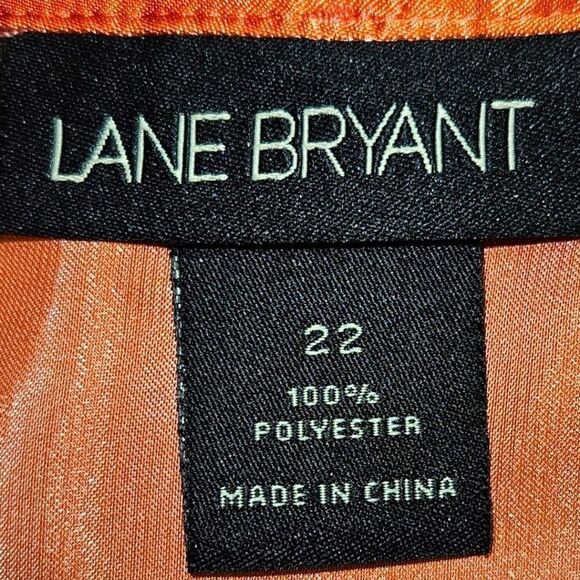 LANE BRYANT
22
100%
POLYESTER
MADE IN CHINA